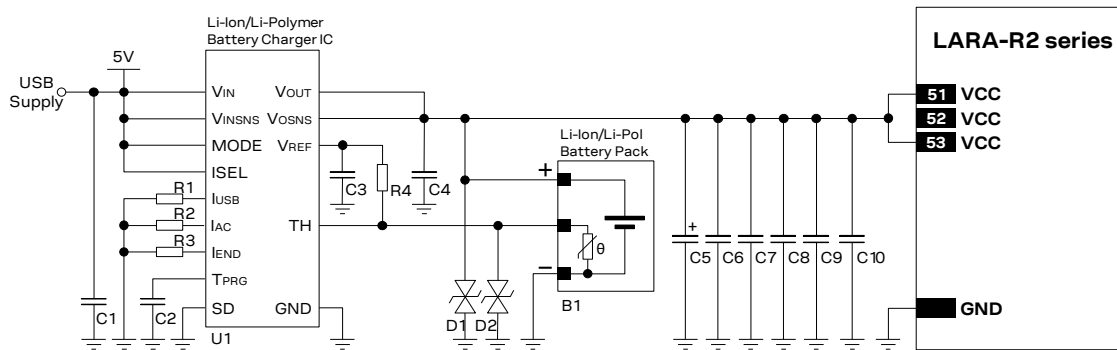 Li-Ion/Li-Polymer
Battery Charger IC
5V
USB
Supply
VIN
VINSNS
MODE
ISEL
IUSB
IAC
IEND
TPRG
SD
VOUT
VOSNS
VREF
TH
GND
U1
R1
R2
R3
C1
C2
C3
R4
C4
D1
D2
Li-Ion/Li-Pol
Battery Pack
+
θ
–
B1
+
C5
C6
C7
C8
C9
C10
LARA-R2 series
51 VCC
52 VCC
53 VCC
GND